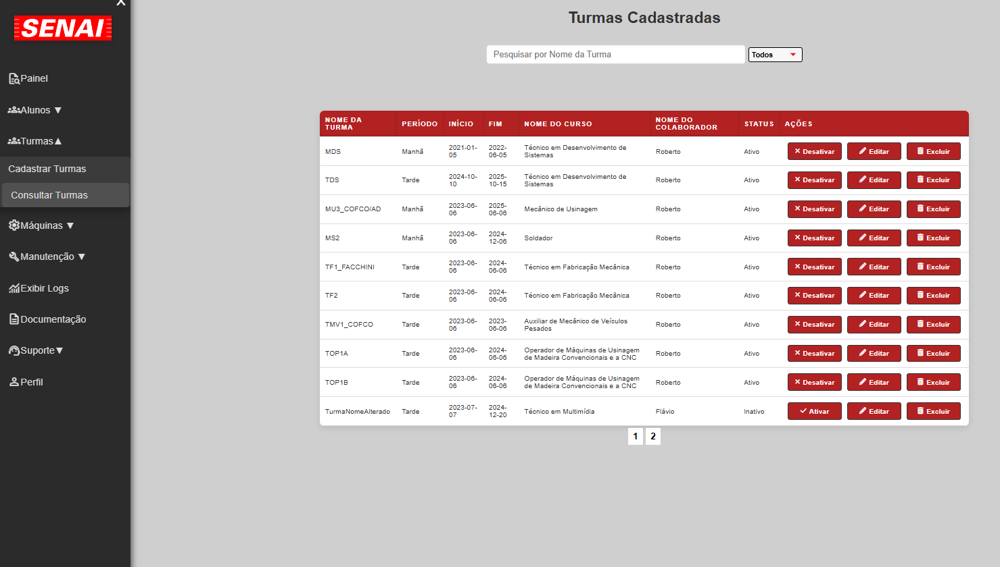 X
SENAI
Painel
Alunos ▼
Turmas▲
Cadastrar Turmas
Consultar Turmas
Máquinas ▼
Manutenção ▼
Exibir Logs
Documentação
Suporte▼
Perfil
Turmas Cadastradas
Pesquisar por Nome da Turma
Todos
NOME DA TURMA PERÍODO INÍCIO FIM NOME DO CURSO NOME DO COLABORADOR STATUS AÇÕES
MDS Manhã 2021-01-05 2022-06-05 Técnico em Desenvolvimento de Sistemas Roberto Ativo Desativar Editar Excluir
TDS Tarde 2024-10-10 2025-10-15 Técnico em Desenvolvimento de Sistemas Roberto Ativo Desativar Editar Excluir
MU3_COFCO/AD Manhã 2023-06-06 2025-06-06 Mecânico de Usinagem Roberto Ativo Desativar Editar Excluir
MS2 Manhã 2023-06-06 2024-12-06 Soldador Roberto Ativo Desativar Editar Excluir
TF1_FACCHINI Tarde 2023-06-06 2024-06-06 Técnico em Fabricação Mecânica Roberto Ativo Desativar Editar Excluir
TF2 Tarde 2023-06-06 2024-06-06 Técnico em Fabricação Mecânica Roberto Ativo Desativar Editar Excluir
TMV1_COFCO Tarde 2023-06-06 2023-06-06 Auxiliar de Mecânico de Veículos Pesados Roberto Ativo Desativar Editar Excluir
TOP1A Tarde 2023-06-06 2024-06-06 Operador de Máquinas de Usinagem de Madeira Convencionais e a CNC Roberto Ativo Desativar Editar Excluir
TOP1B Tarde 2023-06-06 2024-06-06 Operador de Máquinas de Usinagem de Madeira Convencionais e a CNC Roberto Ativo Desativar Editar Excluir
TurmaNomeAlterado Tarde 2023-07-07 2024-12-20 Técnico em Multimídia Flávio Inativo Ativar Editar Excluir
1 2